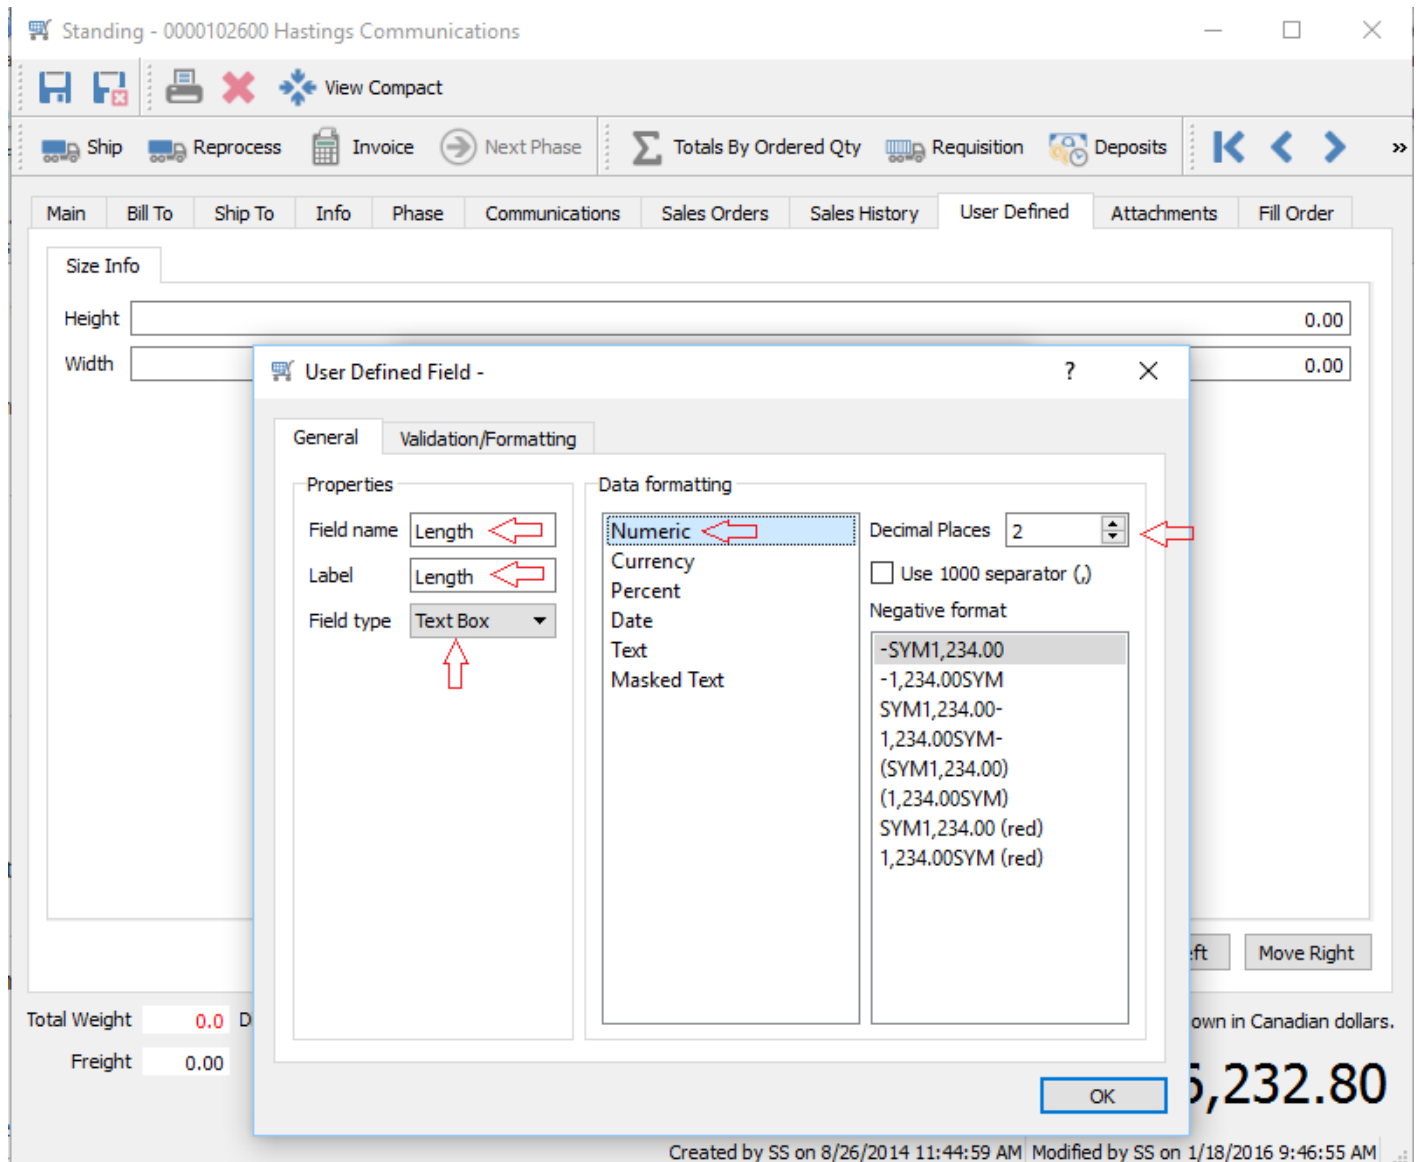 Standing - 0000102600 Hastings Communications
View Compact
Ship Reprocess Invoice Next Phase Totals By Ordered Qty Requisition Deposits »
Main Bill To Ship To Info Phase Communications Sales Orders Sales History User Defined Attachments Fill Order
Size Info
Height 0.00
Width 0.00
User Defined Field - ?
General Validation/Formatting
Properties Data formatting
Field name Length Numeric Decimal Places 2
Label Length Currency Use 1000 separator (,)
Percent Negative format
Field type Text Box Date
Text -SYM1,234.00
Masked Text -1,234.00SYM
SYM1,234.00-
1,234.00SYM-
(SYM1,234.00)
(1,234.00SYM)
SYM1,234.00 (red)
1,234.00SYM (red)
Move Right
Total Weight 0.0 own in Canadian dollars.
Freight 0.00
OK ,232.80
Created by SS on 8/26/2014 11:44:59 AM Modified by SS on 1/18/2016 9:46:55 AM